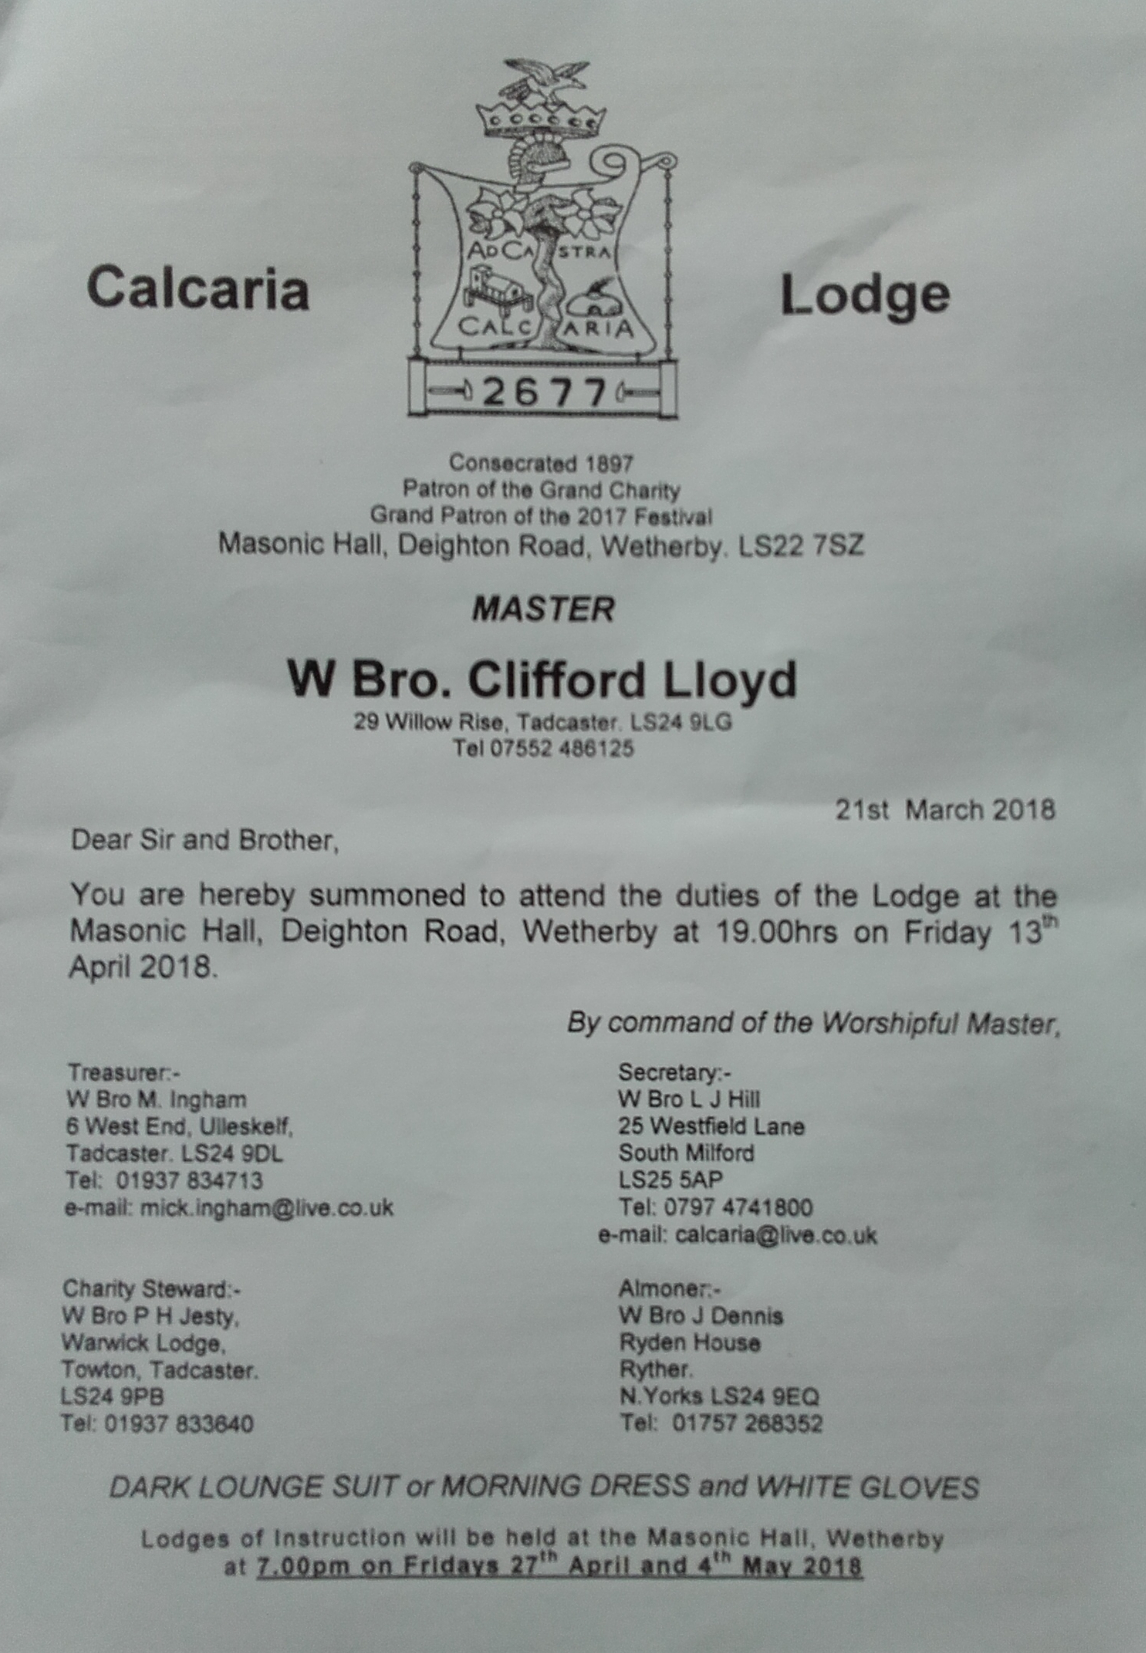 AD CA STRA
CALC ARIA
Calcaria Lodge
2677
Consecrated 1897
Patron of the Grand Charity
Grand Patron of the 2017 Festival
Masonic Hall, Deighton Road, Wetherby. LS22 7SZ
MASTER
W Bro. Clifford Lloyd
29 Willow Rise, Tadcaster. LS24 9LG
Tel 07552 486125
21st March 2018
Dear Sir and Brother,
You are hereby summoned to attend the duties of the Lodge at the
Masonic Hall, Deighton Road, Wetherby at 19.00hrs on Friday 13th
April 2018.
By command of the Worshipful Master,
Treasurer:-
W Bro M. Ingham
6 West End, Ulleskelf,
Tadcaster. LS24 9DL
Tel: 01937 834713
e-mail: mick.ingham@live.co.uk
Secretary:-
W Bro L J Hill
25 Westfield Lane
South Milford
LS25 5AP
Tel: 0797 4741800
e-mail: calcaria@live.co.uk
Charity Steward:-
W Bro P H Jesty,
Warwick Lodge,
Towton, Tadcaster.
LS24 9PB
Tel: 01937 833640
Almoner:-
W Bro J Dennis
Ryden House
Ryther.
N.Yorks LS24 9EQ
Tel: 01757 268352
DARK LOUNGE SUIT or MORNING DRESS and WHITE GLOVES
Lodges of Instruction will be held at the Masonic Hall, Wetherby
at 7.00pm on Fridays 27th April and 4th May 2018